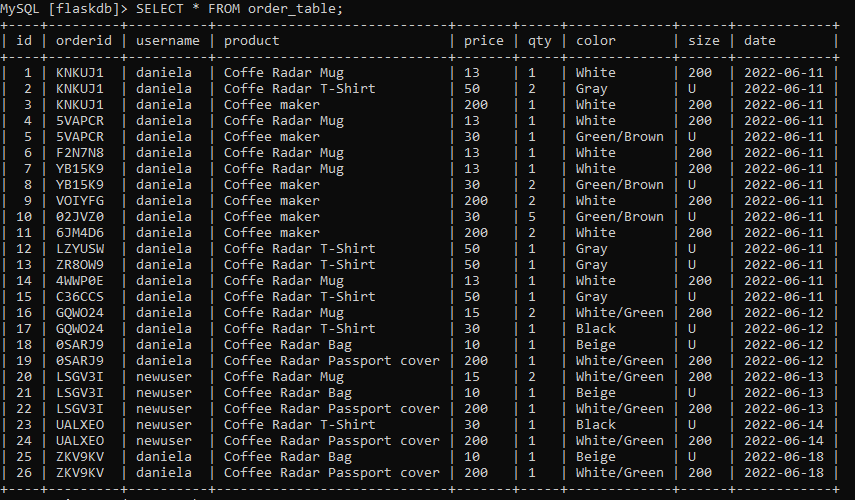 MySQL [flaskdb]> SELECT * FROM order_table;
+----+---------+----------+-----------------------------+-------+-----+-------------+------+------------+
| id | orderid | username | product | price | qty | color | size | date |
+----+---------+----------+-----------------------------+-------+-----+-------------+------+------------+
| 1 | KNKUJ1 | daniela | Coffe Radar Mug | 13 | 1 | White | 200 | 2022-06-11 |
| 2 | KNKUJ1 | daniela | Coffe Radar T-Shirt | 50 | 2 | Gray | U | 2022-06-11 |
| 3 | KNKUJ1 | daniela | Coffee maker | 200 | 1 | White | 200 | 2022-06-11 |
| 4 | 5VAPCR | daniela | Coffe Radar Mug | 13 | 1 | White | 200 | 2022-06-11 |
| 5 | 5VAPCR | daniela | Coffee maker | 30 | 1 | Green/Brown | U | 2022-06-11 |
| 6 | F2N7N8 | daniela | Coffe Radar Mug | 13 | 1 | White | 200 | 2022-06-11 |
| 7 | YB15K9 | daniela | Coffe Radar Mug | 13 | 1 | White | 200 | 2022-06-11 |
| 8 | YB15K9 | daniela | Coffee maker | 30 | 2 | Green/Brown | U | 2022-06-11 |
| 9 | VOIYFG | daniela | Coffee maker | 200 | 2 | White | 200 | 2022-06-11 |
| 10 | 02JVZ0 | daniela | Coffee maker | 30 | 5 | Green/Brown | U | 2022-06-11 |
| 11 | 6JM4D6 | daniela | Coffee maker | 200 | 2 | White | 200 | 2022-06-11 |
| 12 | LZYUSW | daniela | Coffe Radar T-Shirt | 50 | 1 | Gray | U | 2022-06-11 |
| 13 | ZR8OW9 | daniela | Coffe Radar T-Shirt | 50 | 1 | Gray | U | 2022-06-11 |
| 14 | 4WWP0E | daniela | Coffe Radar Mug | 13 | 1 | White | 200 | 2022-06-11 |
| 15 | C36CCS | daniela | Coffe Radar T-Shirt | 50 | 1 | Gray | U | 2022-06-11 |
| 16 | GQWO24 | daniela | Coffe Radar Mug | 15 | 2 | White/Green | 200 | 2022-06-12 |
| 17 | GQWO24 | daniela | Coffe Radar T-Shirt | 30 | 1 | Black | U | 2022-06-12 |
| 18 | 0SARJ9 | daniela | Coffee Radar Bag | 10 | 1 | Beige | U | 2022-06-12 |
| 19 | 0SARJ9 | daniela | Coffee Radar Passport cover | 200 | 1 | White/Green | 200 | 2022-06-12 |
| 20 | LSGV3I | newuser | Coffe Radar Mug | 15 | 2 | White/Green | 200 | 2022-06-13 |
| 21 | LSGV3I | newuser | Coffee Radar Bag | 10 | 1 | Beige | U | 2022-06-13 |
| 22 | LSGV3I | newuser | Coffee Radar Passport cover | 200 | 1 | White/Green | 200 | 2022-06-13 |
| 23 | UALXEO | newuser | Coffe Radar T-Shirt | 30 | 1 | Black | U | 2022-06-14 |
| 24 | UALXEO | newuser | Coffee Radar Passport cover | 200 | 1 | White/Green | 200 | 2022-06-14 |
| 25 | ZKV9KV | daniela | Coffee Radar Bag | 10 | 1 | Beige | U | 2022-06-18 |
| 26 | ZKV9KV | daniela | Coffee Radar Passport cover | 200 | 1 | White/Green | 200 | 2022-06-18 |
+----+---------+----------+-----------------------------+-------+-----+-------------+------+------------+